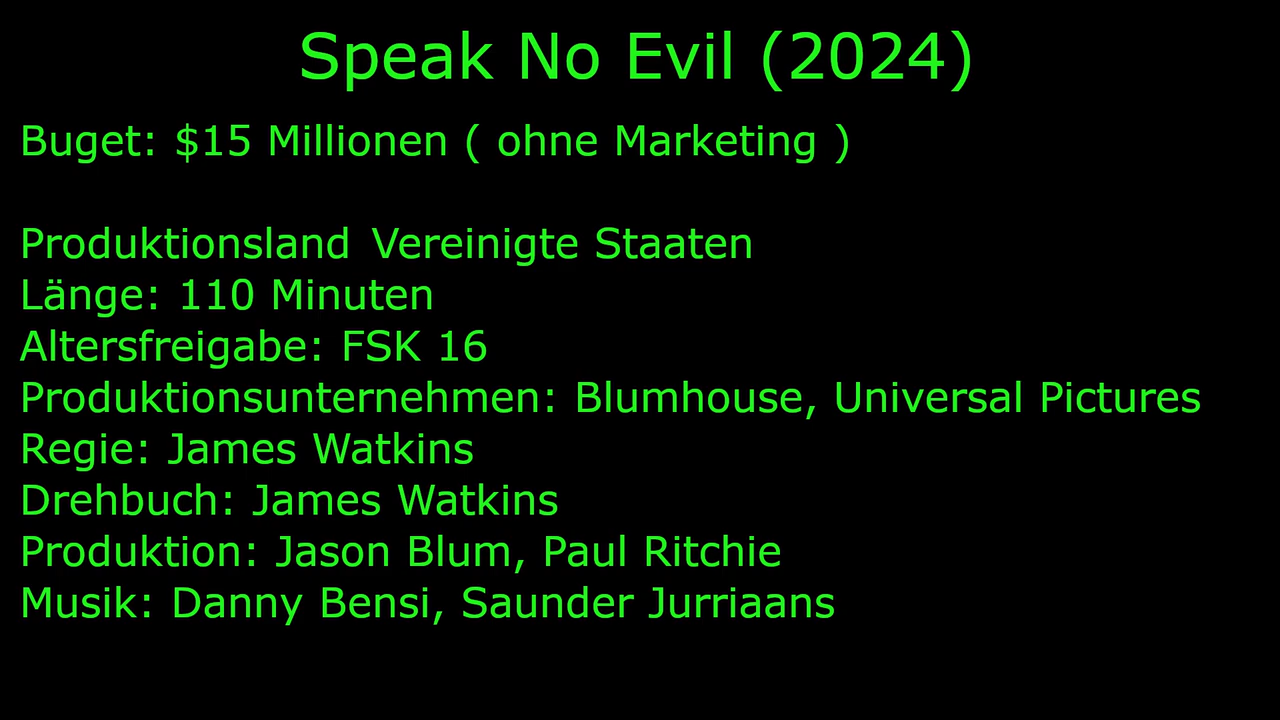 Speak No Evil (2024)
Buget: $15 Millionen ( ohne Marketing )
Produktionsland Vereinigte Staaten
Länge: 110 Minuten
Altersfreigabe: FSK 16
Produktionsunternehmen: Blumhouse, Universal Pictures
Regie: James Watkins
Drehbuch: James Watkins
Produktion: Jason Blum, Paul Ritchie
Musik: Danny Bensi, Saunder Jurriaans